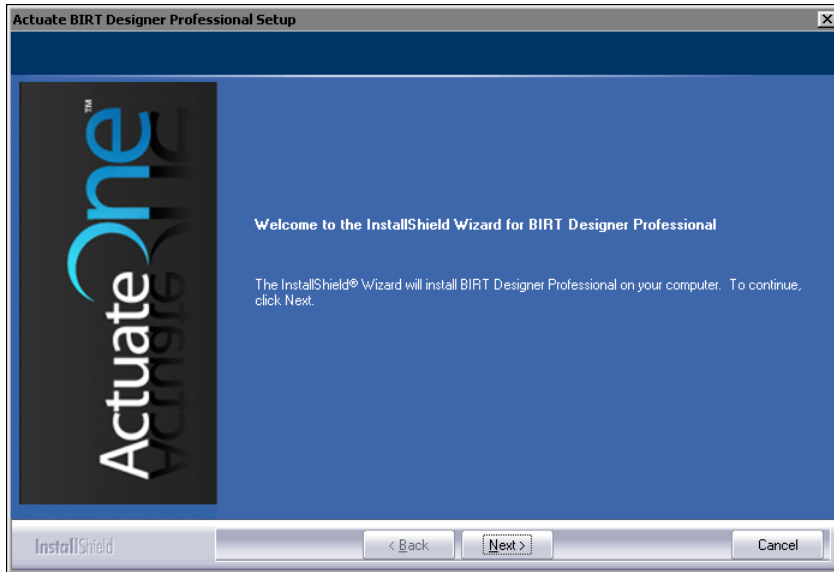 Actuate BIRT Designer Professional Setup
ActuateOne™
Welcome to the InstallShield Wizard for BIRT Designer Professional
The InstallShield® Wizard will install BIRT Designer Professional on your computer. To continue,
click Next.
InstallShield
< Back
Next >
Cancel